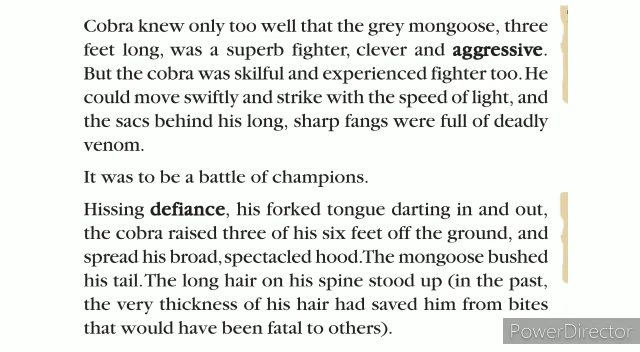 Cobra knew only too well that the grey mongoose, three
feet long, was a superb fighter, clever and aggressive.
But the cobra was skilful and experienced fighter too. He
could move swiftly and strike with the speed of light, and
the sacs behind his long, sharp fangs were full of deadly
venom.
It was to be a battle of champions.
Hissing defiance, his forked tongue darting in and out,
the cobra raised three of his six feet off the ground, and
spread his broad, spectacled hood. The mongoose bushed
his tail. The long hair on his spine stood up (in the past,
the very thickness of his hair had saved him from bites
that would have been fatal to others).
PowerDirector